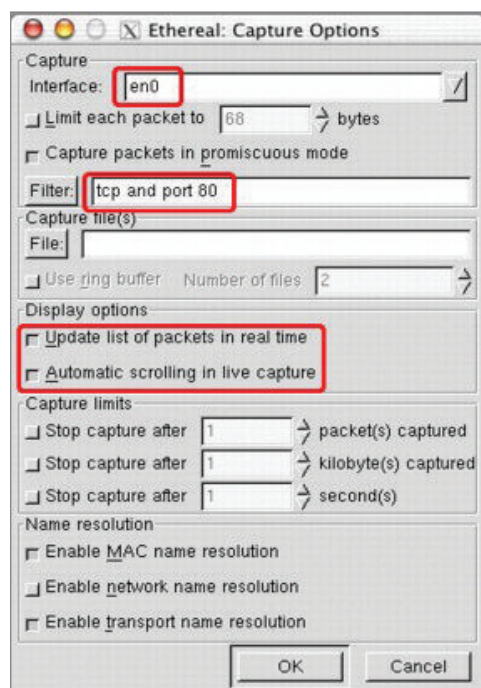 Ethereal: Capture Options
Capture
Interface: en0
Limit each packet to 68 bytes
Capture packets in promiscuous mode
Filter: tcp and port 80
Capture file(s)
File:
Use ring buffer Number of files 2
Display options
Update list of packets in real time
Automatic scrolling in live capture
Capture limits
Stop capture after 1 packet(s) captured
Stop capture after 1 kilobyte(s) captured
Stop capture after 1 second(s)
Name resolution
Enable MAC name resolution
Enable network name resolution
Enable transport name resolution
OK Cancel